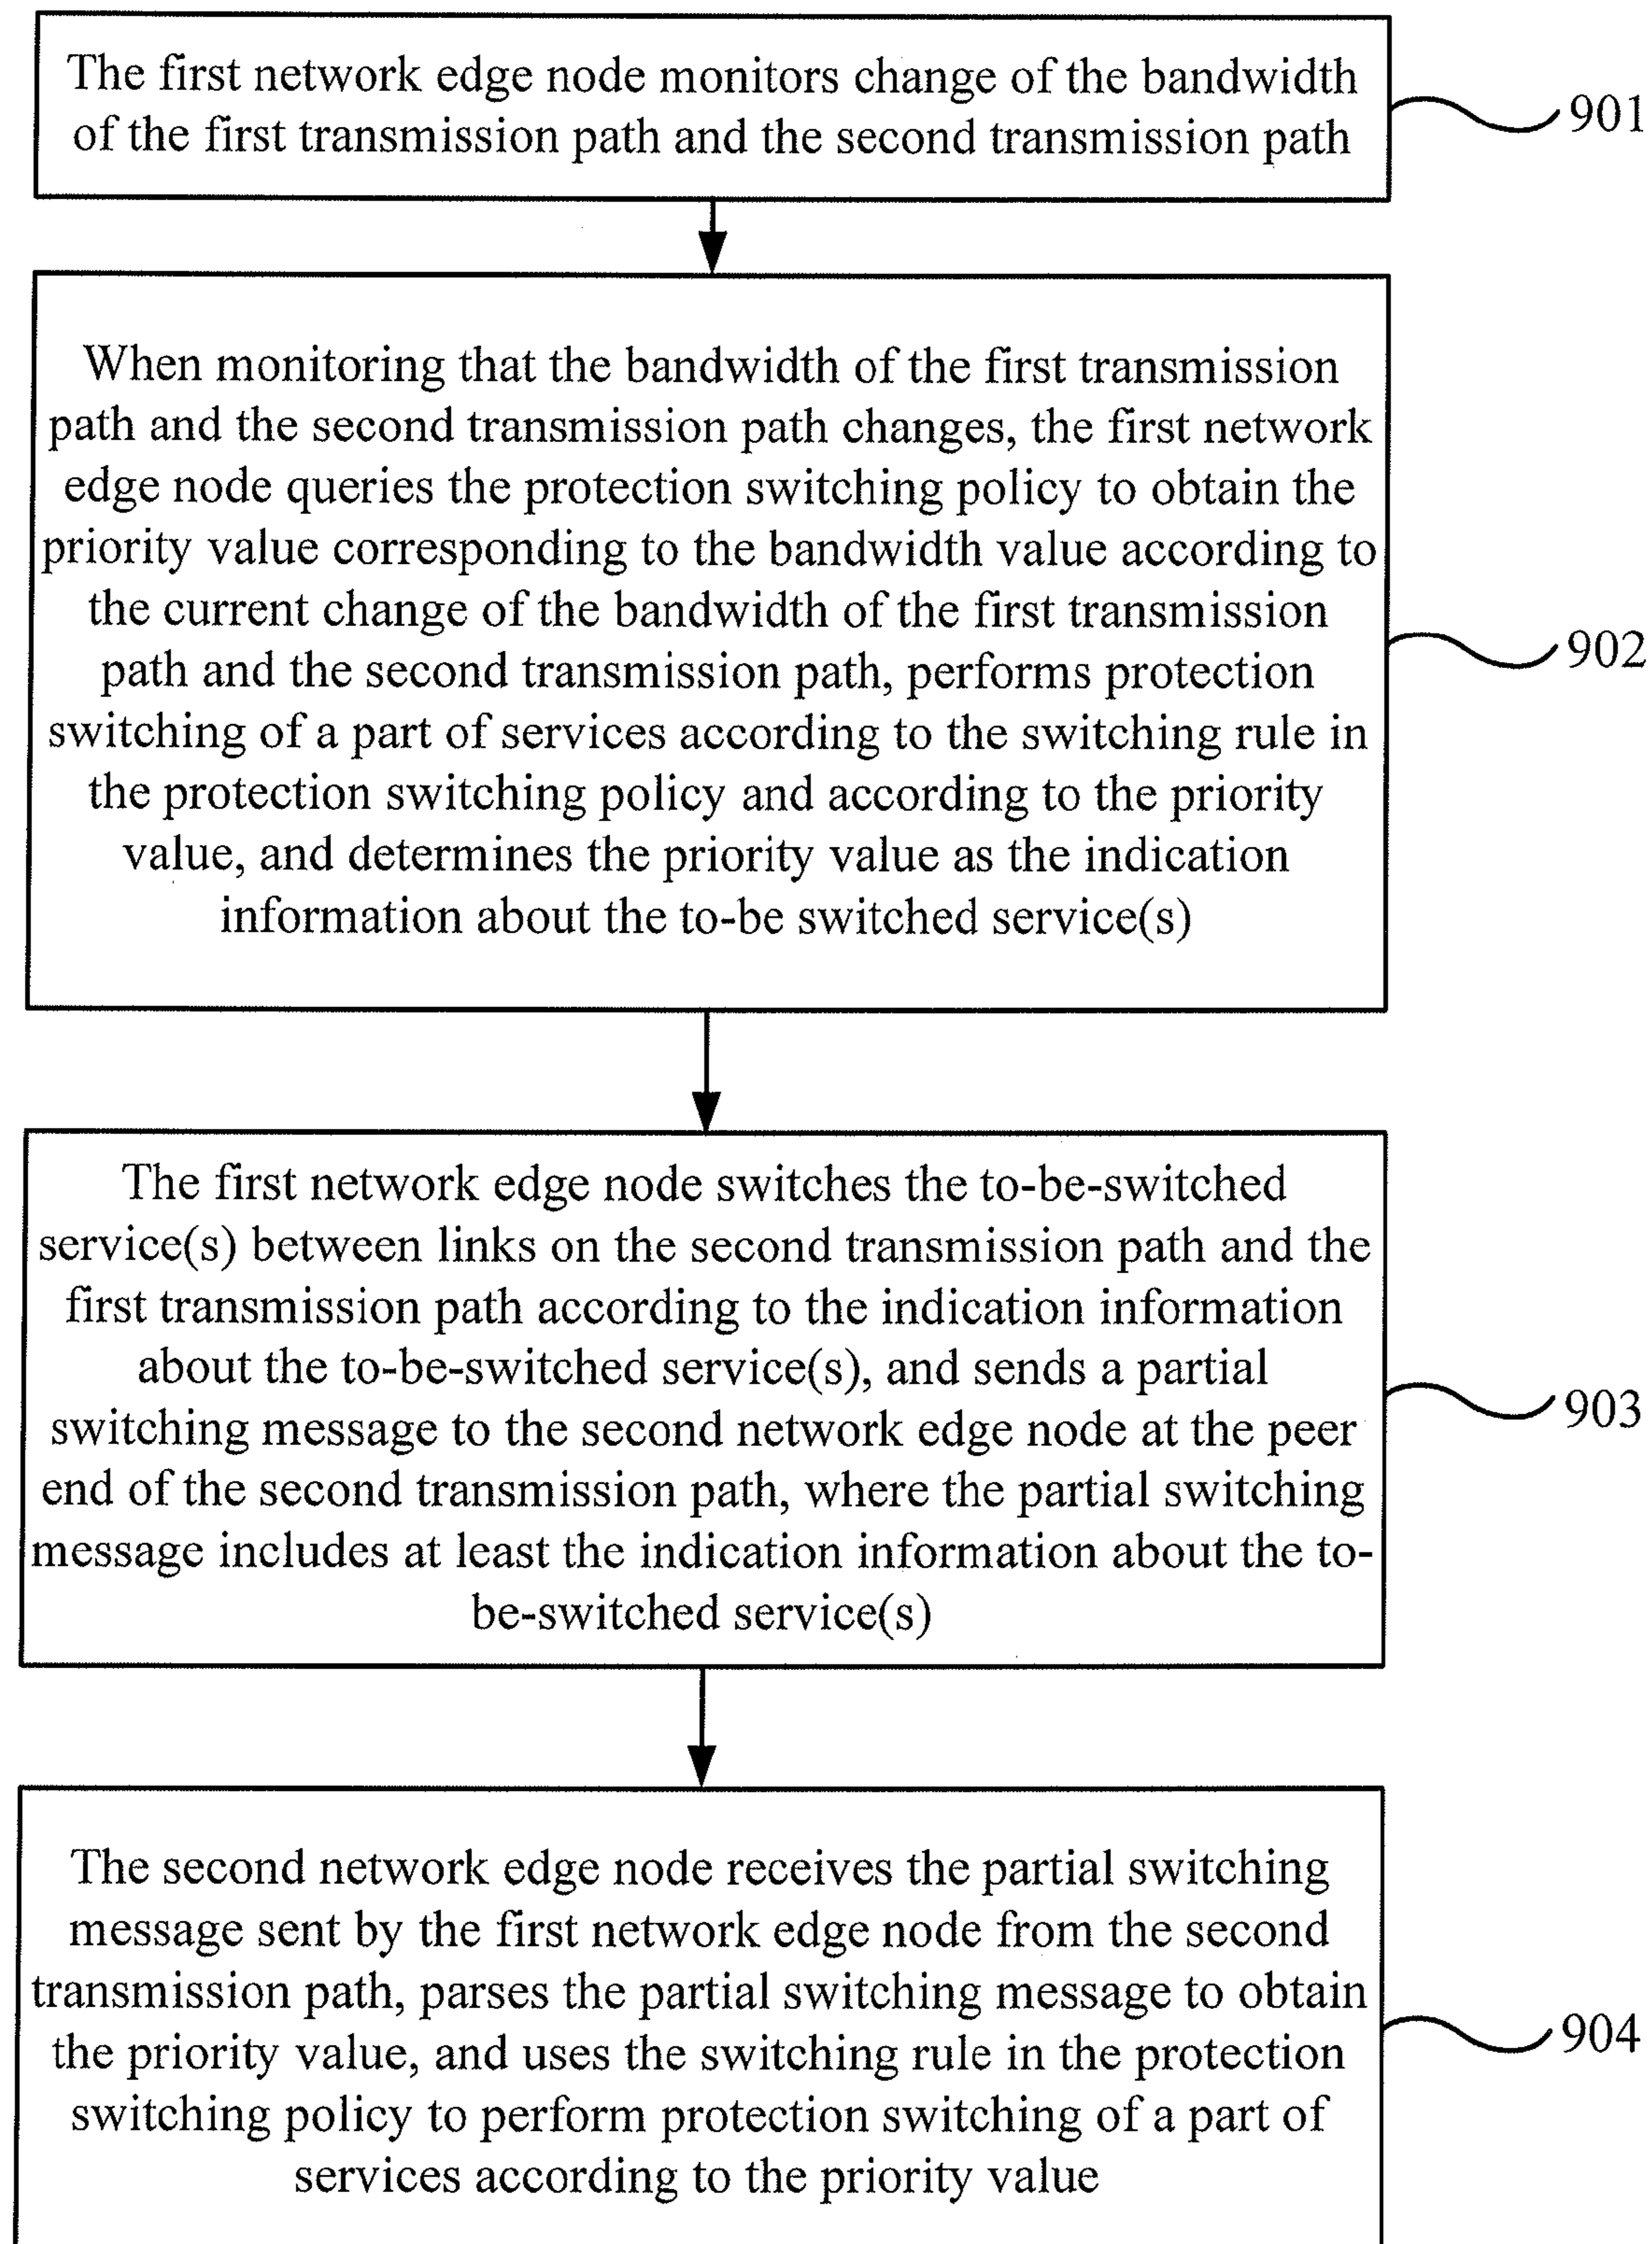 The first network edge node monitors change of the bandwidth
of the first transmission path and the second transmission path
901
When monitoring that the bandwidth of the first transmission
path and the second transmission path changes, the first network
edge node queries the protection switching policy to obtain the
priority value corresponding to the bandwidth value according to
the current change of the bandwidth of the first transmission
path and the second transmission path, performs protection
switching of a part of services according to the switching rule in
the protection switching policy and according to the priority
value, and determines the priority value as the indication
information about the to-be switched service(s)
902
The first network edge node switches the to-be-switched
service(s) between links on the second transmission path and the
first transmission path according to the indication information
about the to-be-switched service(s), and sends a partial
switching message to the second network edge node at the peer
end of the second transmission path, where the partial switching
message includes at least the indication information about the to-
be-switched service(s)
903
The second network edge node receives the partial switching
message sent by the first network edge node from the second
transmission path, parses the partial switching message to obtain
the priority value, and uses the switching rule in the protection
switching policy to perform protection switching of a part of
services according to the priority value
904